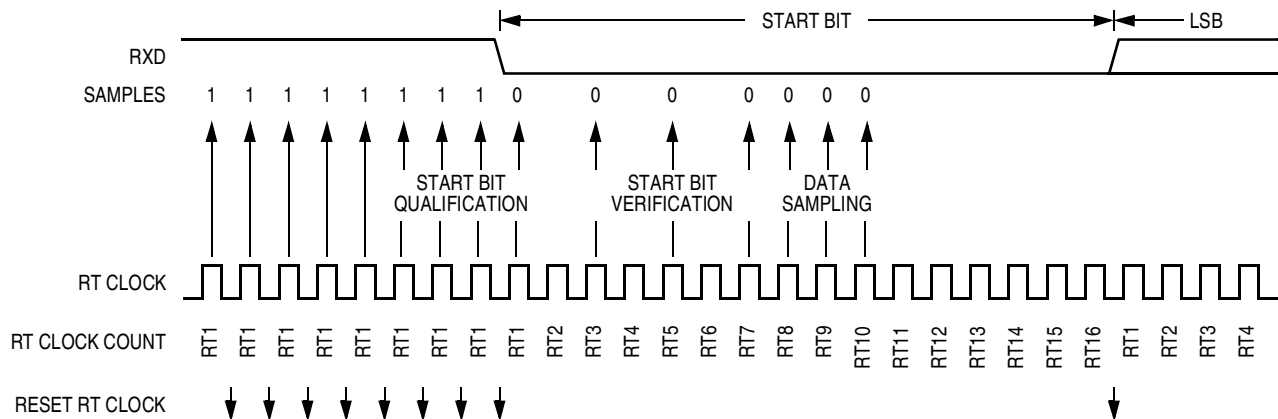 START BIT
LSB
RXD
SAMPLES 1 1 1 1 1 1 1 1 0 0 0 0 0 0 0
START BIT QUALIFICATION
START BIT VERIFICATION
DATA SAMPLING
RT CLOCK
RT CLOCK COUNT RT1 RT1 RT1 RT1 RT1 RT1 RT1 RT1 RT1 RT2 RT3 RT4 RT5 RT6 RT7 RT8 RT9 RT10 RT11 RT12 RT13 RT14 RT15 RT16 RT1 RT2 RT3 RT4
RESET RT CLOCK